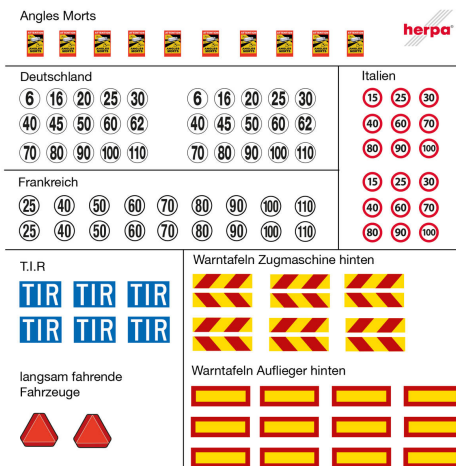 Angles Morts
herpa
Deutschland
6 16 20 25 30 6 16 20 25 30
40 45 50 60 62 40 45 50 60 62
70 80 90 100 110 70 80 90 100 110
Italien
15 25 30
40 60 70
80 90 100
15 25 30
40 60 70
80 90 100
Frankreich
25 40 50 60 70 80 90 100 110
25 40 50 60 70 80 90 100 110
T.I.R
TIR TIR TIR
TIR TIR TIR
langsam fahrende
Fahrzeuge
Warntafeln Zugmaschine hinten
Warntafeln Auflieger hinten